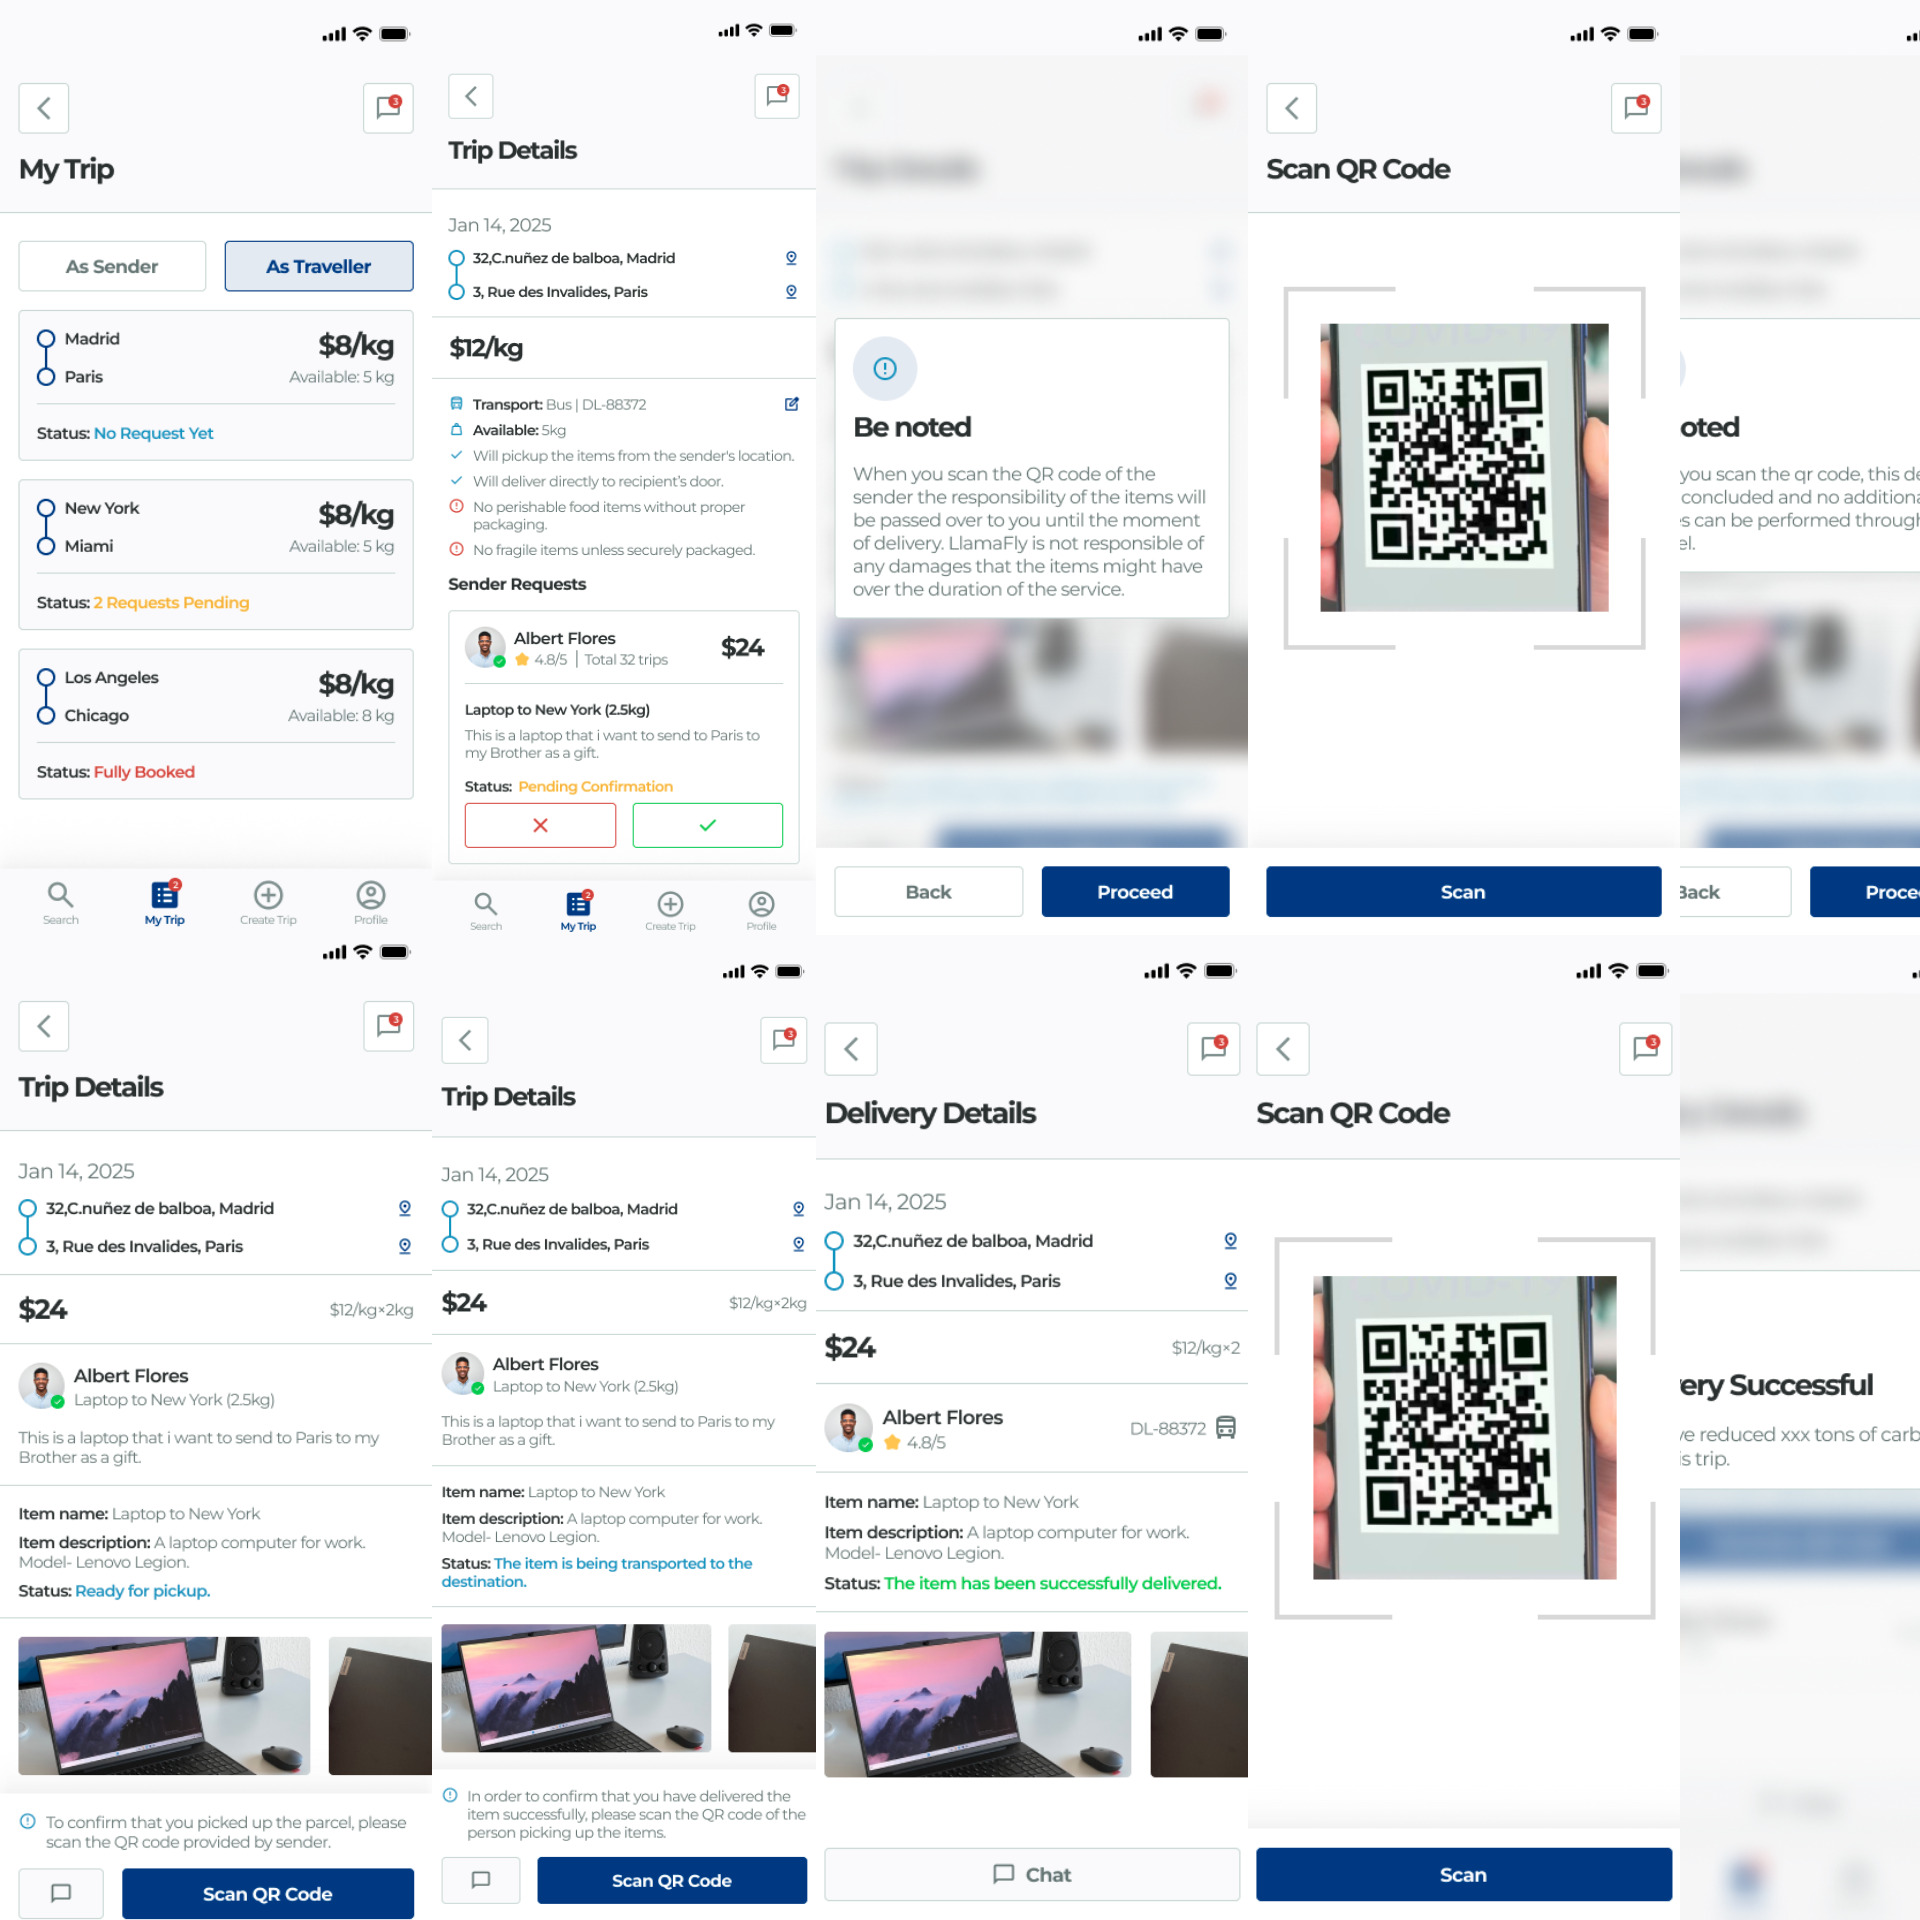 My Trip
As Sender
As Traveller
Madrid
$8/kg
Paris
Available: 5 kg
Status: No Request Yet
New York
$8/kg
Miami
Available: 5 kg
Status: 2 Requests Pending
Los Angeles
$8/kg
Chicago
Available: 8 kg
Status: Fully Booked
Search
My Trip
2
Create Trip
Profile
3
Trip Details
Jan 14, 2025
32,C.nuñez de balboa, Madrid
3, Rue des Invalides, Paris
$12/kg
Transport: Bus | DL-88372
Available: 5kg
Will pickup the items from the sender's location.
Will deliver directly to recipient's door.
No perishable food items without proper
packaging.
No fragile items unless securely packaged.
Sender Requests
Albert Flores
4.8/5 | Total 32 trips
$24
Laptop to New York (2.5kg)
This is a laptop that i want to send to Paris to
my Brother as a gift.
Status: Pending Confirmation
Search
My Trip
2
Create Trip
Profile
3
Be noted
When you scan the QR code of the
sender the responsibility of the items will
be passed over to you until the moment
of delivery. LlamaFly is not responsible of
any damages that the items might have
over the duration of the service.
Back
Proceed
3
Scan QR Code
Scan
oted
you scan the qr code, this de
concluded and no additiona
s can be performed through
el.
Back
Procee
3
Trip Details
Jan 14, 2025
32,C.nuñez de balboa, Madrid
3, Rue des Invalides, Paris
$24
$12/kg×2kg
Albert Flores
Laptop to New York (2.5kg)
This is a laptop that i want to send to Paris to my
Brother as a gift.
Item name: Laptop to New York
Item description: A laptop computer for work.
Model- Lenovo Legion.
Status: Ready for pickup.
To confirm that you picked up the parcel, please
scan the QR code provided by sender.
Scan QR Code
3
Trip Details
Jan 14, 2025
32,C.nuñez de balboa, Madrid
3, Rue des Invalides, Paris
$24
$12/kg×2kg
Albert Flores
Laptop to New York (2.5kg)
This is a laptop that i want to send to Paris to my
Brother as a gift.
Item name: Laptop to New York
Item description: A laptop computer for work.
Model- Lenovo Legion.
Status: The item is being transported to the
destination.
In order to confirm that you have delivered the
item successfully, please scan the QR code of the
person picking up the items.
Scan QR Code
3
Delivery Details
Jan 14, 2025
32,C.nuñez de balboa, Madrid
3, Rue des Invalides, Paris
$24
$12/kg×2
Albert Flores
4.8/5
DL-88372
Item name: Laptop to New York
Item description: A laptop computer for work.
Model- Lenovo Legion.
Status: The item has been successfully delivered.
Chat
3
Scan QR Code
Scan
ery Successful
e reduced xxx tons of carb
is trip.